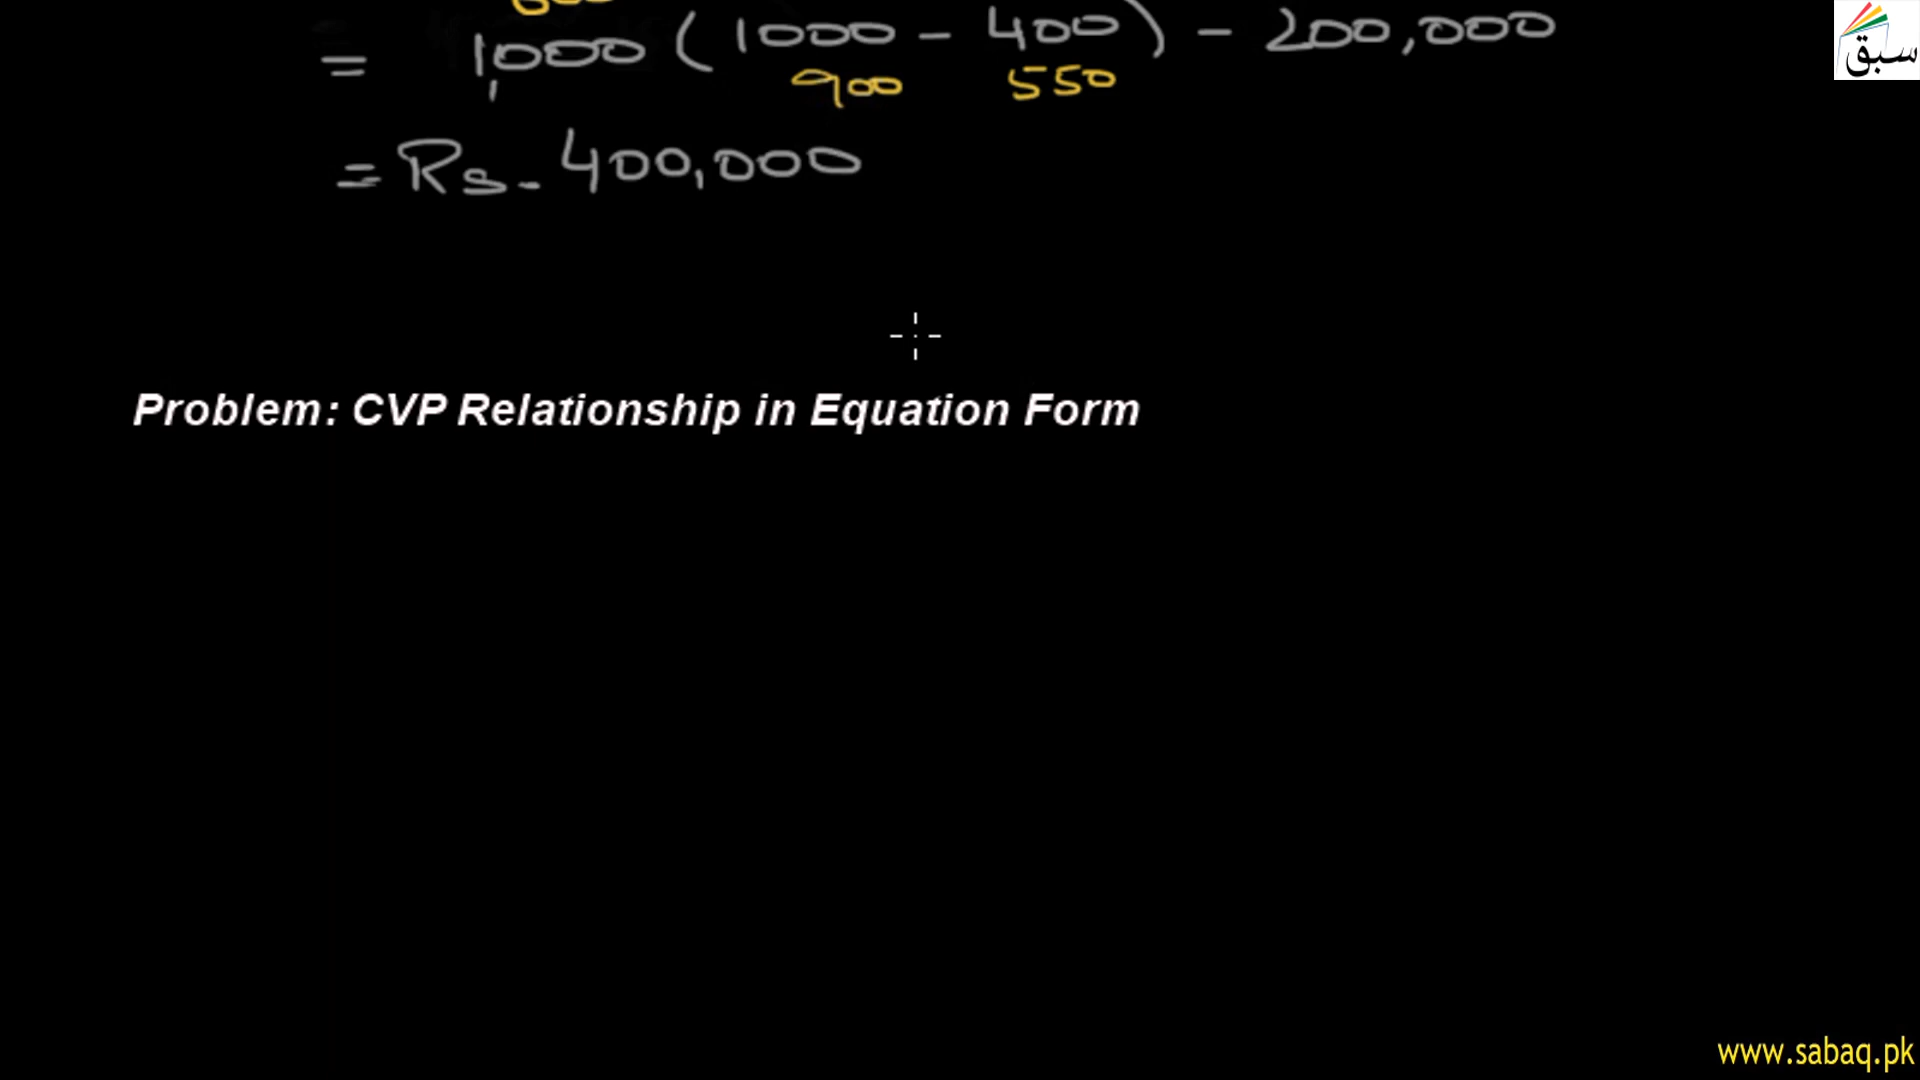 = 1,000 (1000 - 400) - 200,000
900 550
= Rs. 400,000
Problem: CVP Relationship in Equation Form
سبق
www.sabaq.pk